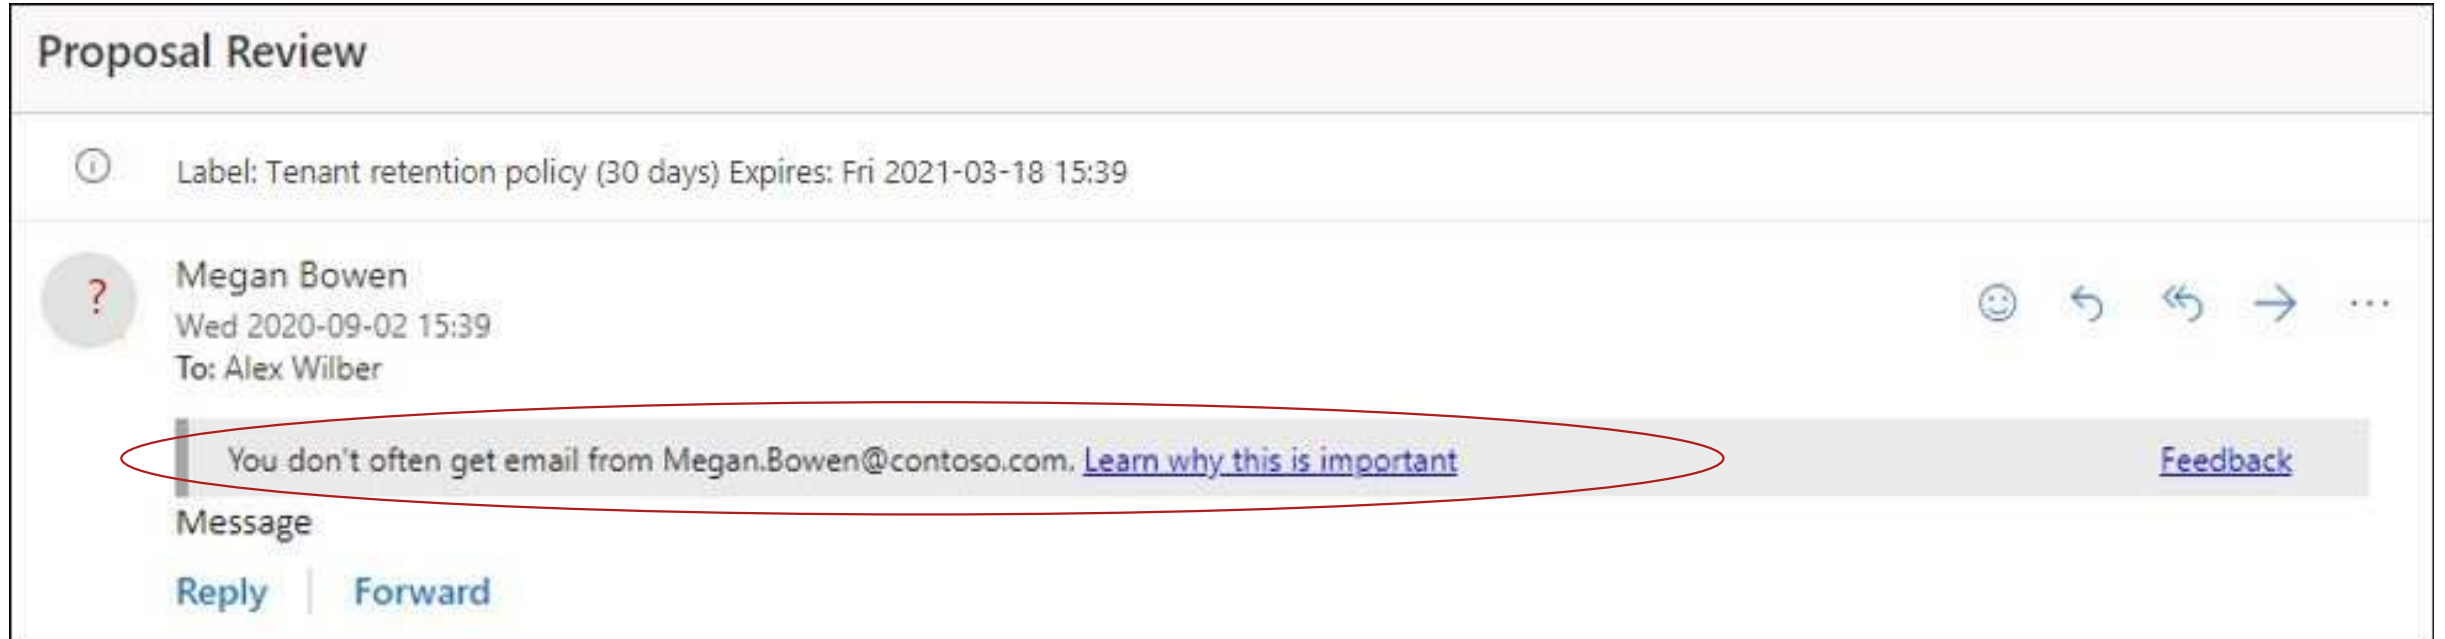 Proposal Review
Label: Tenant retention policy (30 days) Expires: Fri 2021-03-18 15:39
?
Megan Bowen
Wed 2020-09-02 15:39
To: Alex Wilber
You don't often get email from Megan.Bowen@contoso.com. Learn why this is important Feedback
Message
Reply Forward